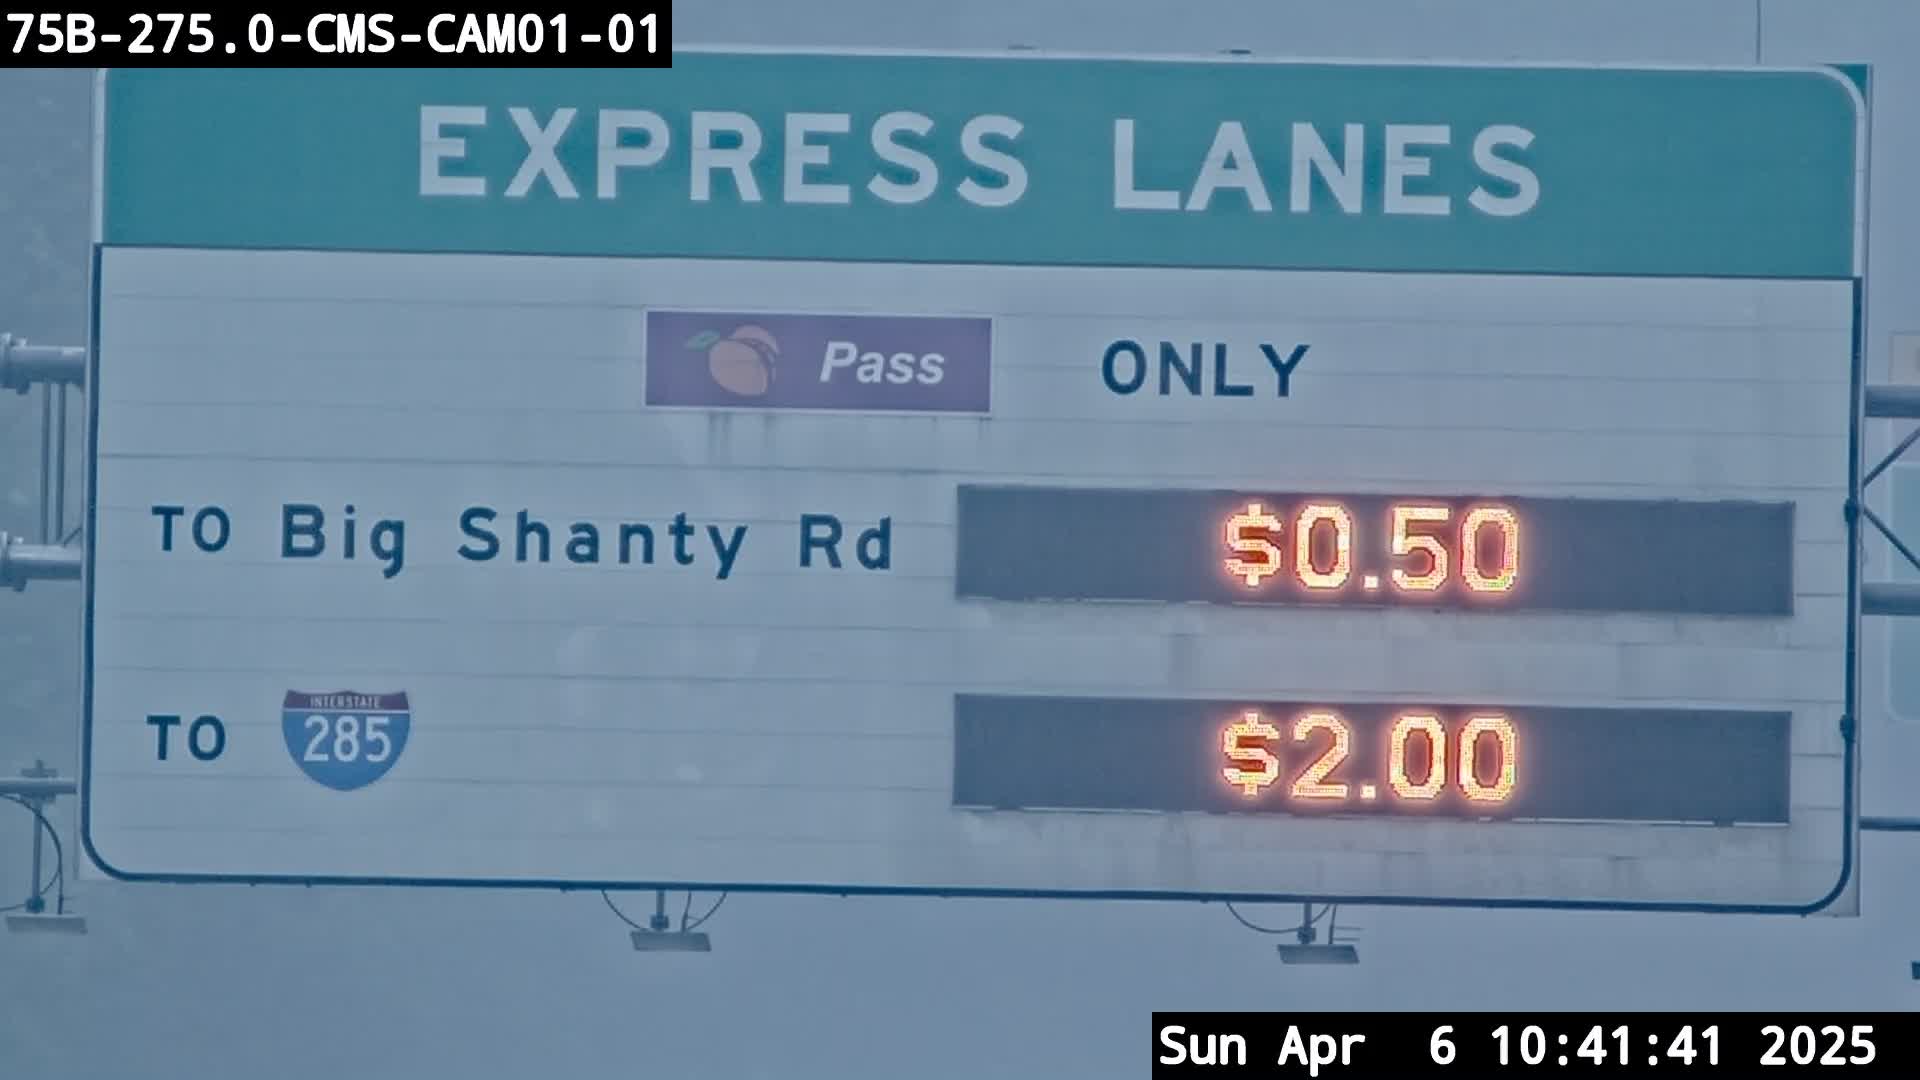 75B-275.0-CMS-CAM01-01
EXPRESS LANES
Pass ONLY
TO Big Shanty Rd $0.50
INTERSTATE
TO 285 $2.00
Sun Apr 6 10:41:41 2025